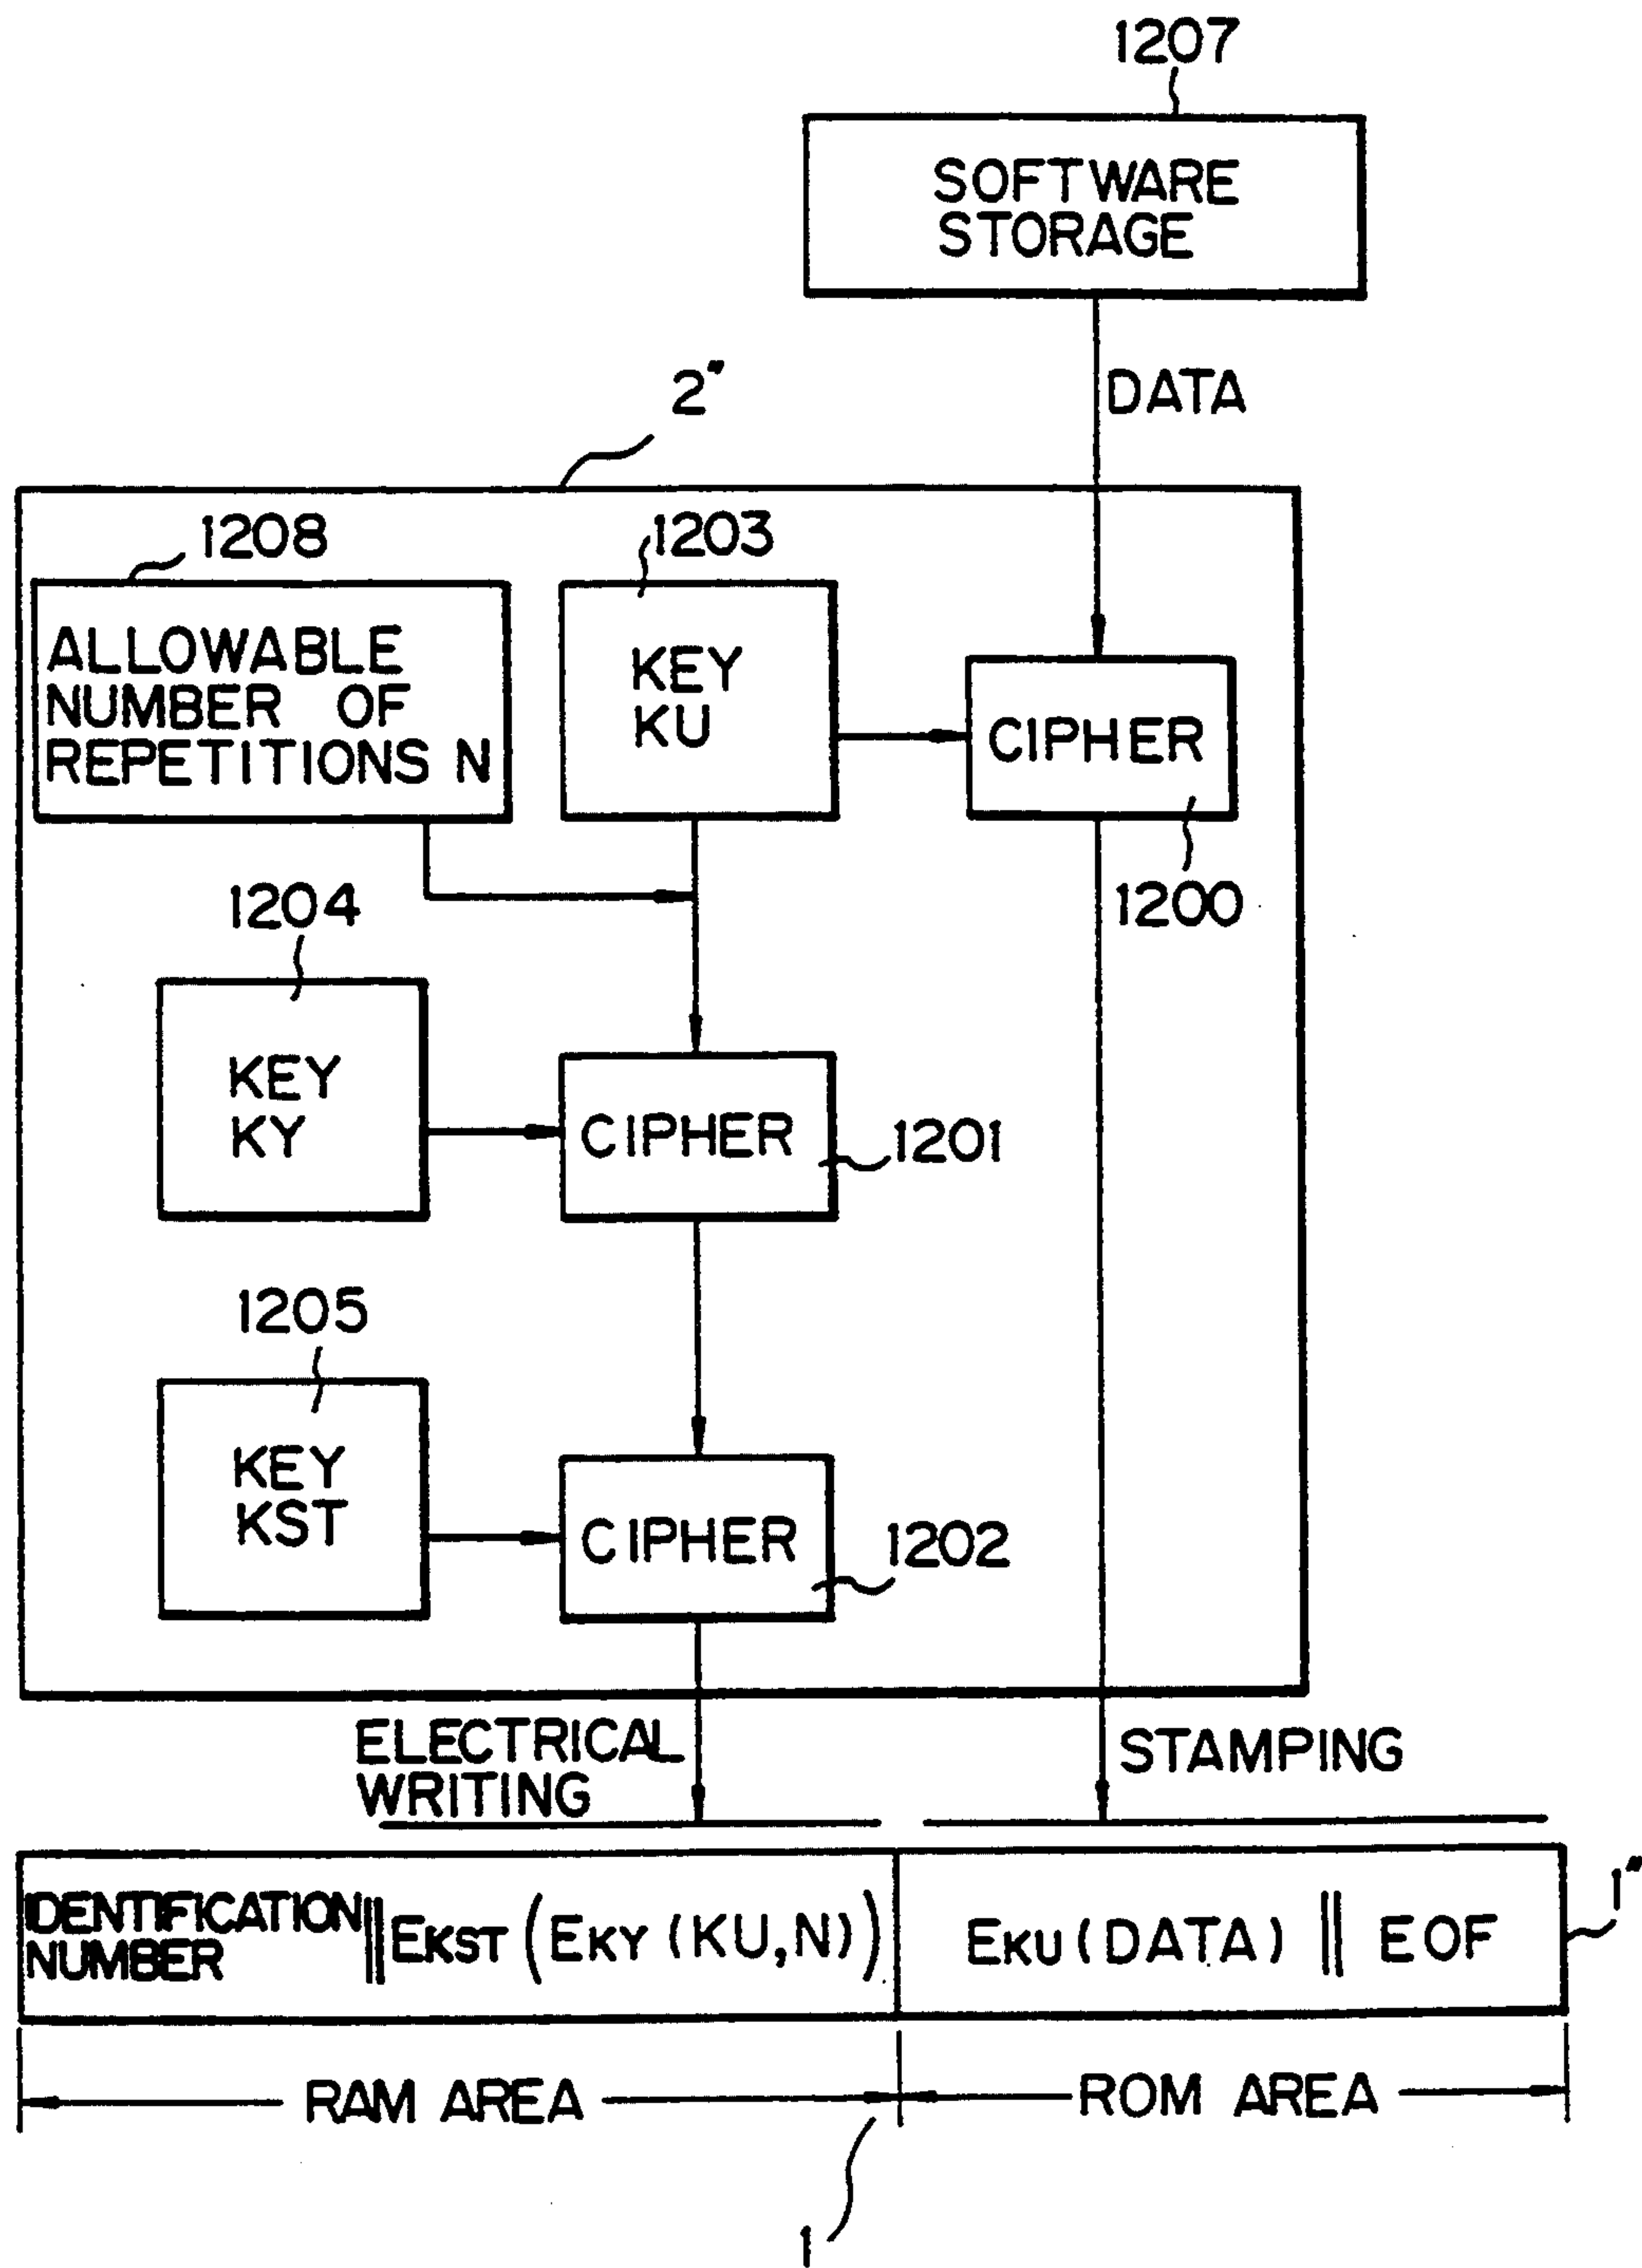 1207
SOFTWARE
STORAGE
DATA
2"
1208
1203
ALLOWABLE
NUMBER OF
REPETITIONS N
KEY
KU
CIPHER
1200
1204
KEY
KY
CIPHER
1201
1205
KEY
KST
CIPHER
1202
ELECTRICAL
WRITING
STAMPING
IDENTIFICATION
NUMBER
‖EKST (EKY (KU,N))
EKU (DATA) ‖ EOF
1"
RAM AREA
ROM AREA
1